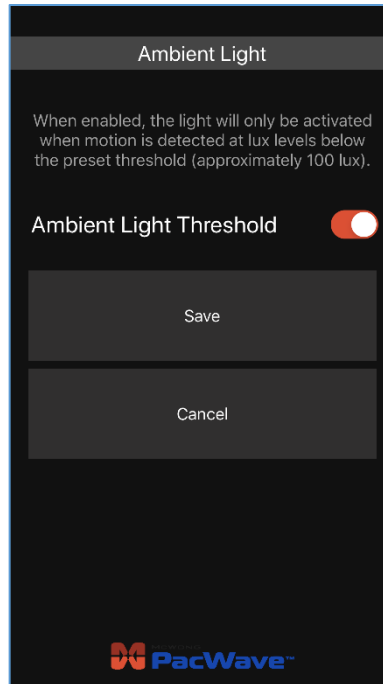 Ambient Light
When enabled, the light will only be activated
when motion is detected at lux levels below
the preset threshold (approximately 100 lux).
Ambient Light Threshold
Save
Cancel
PacWave™